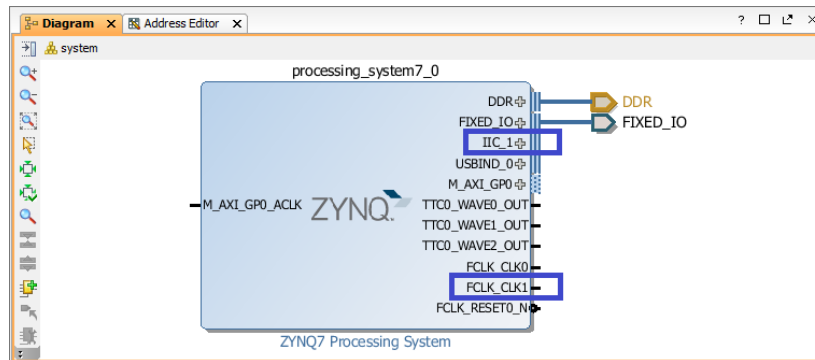 Diagram X Address Editor X ?
system
processing_system7_0
DDR
FIXED_IO
IIC_1
USBIND_0
M_AXI_GP0
M_AXI_GP0_ACLK
ZYNQ
TTC0_WAVE0_OUT
TTC0_WAVE1_OUT
TTC0_WAVE2_OUT
FCLK_CLK0
FCLK_CLK1
FCLK_RESET0_N
DDR
FIXED_IO
ZYNQ7 Processing System